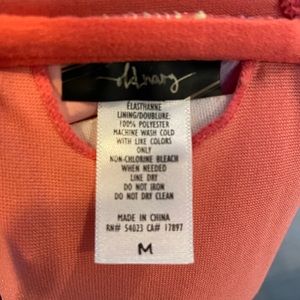 ELASTHANNE
LINING/DOUBLURE:
100% POLYESTER
MACHINE WASH COLD
WITH LIKE COLORS
ONLY
NON-CHLORINE BLEACH
WHEN NEEDED
LINE DRY
DO NOT IRON
DO NOT DRY CLEAN
MADE IN CHINA
RN# 54023 CA# 17897
M